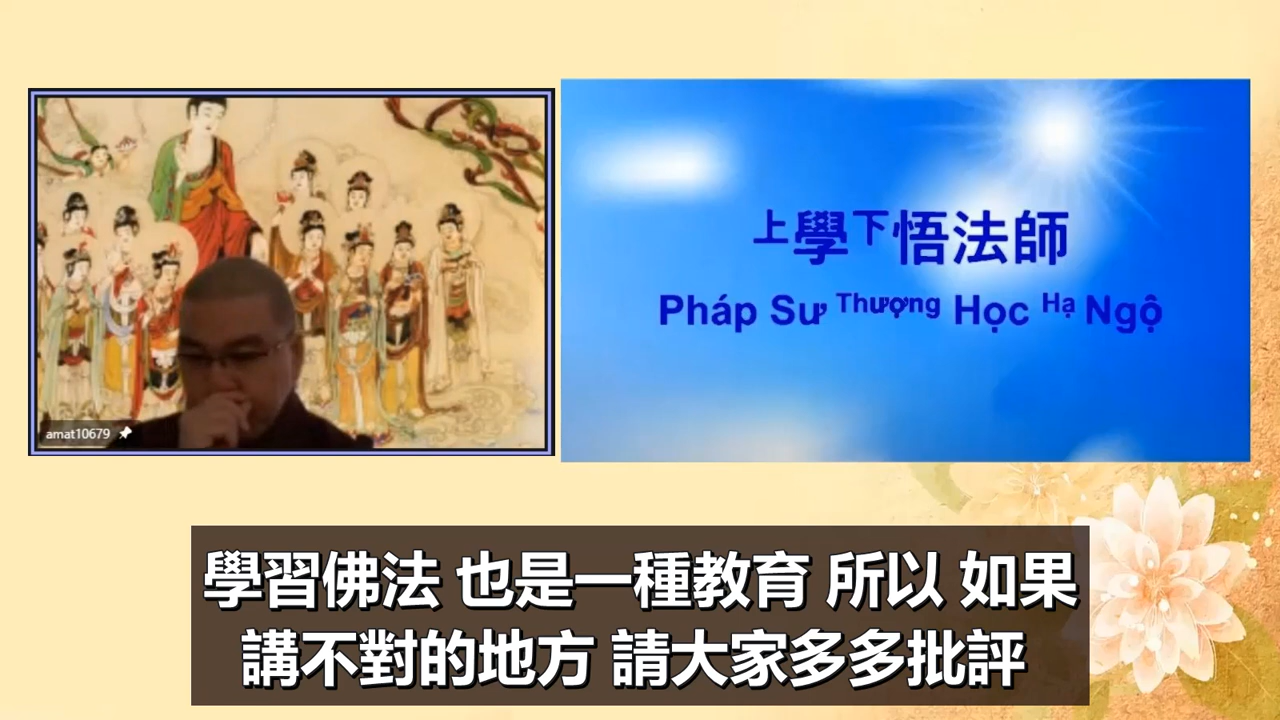 上學下悟法師
Pháp Sư Thượng Học Hạ Ngộ
amat10679
學習佛法 也是一種教育 所以 如果
講不對的地方 請大家多多批評